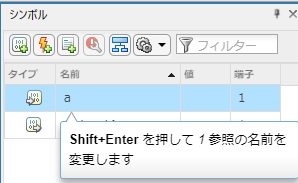 シンボル
フィルター
タイプ 名前 値 端子
a 1
Shift+Enter を押して 1 参照の名前を
変更します